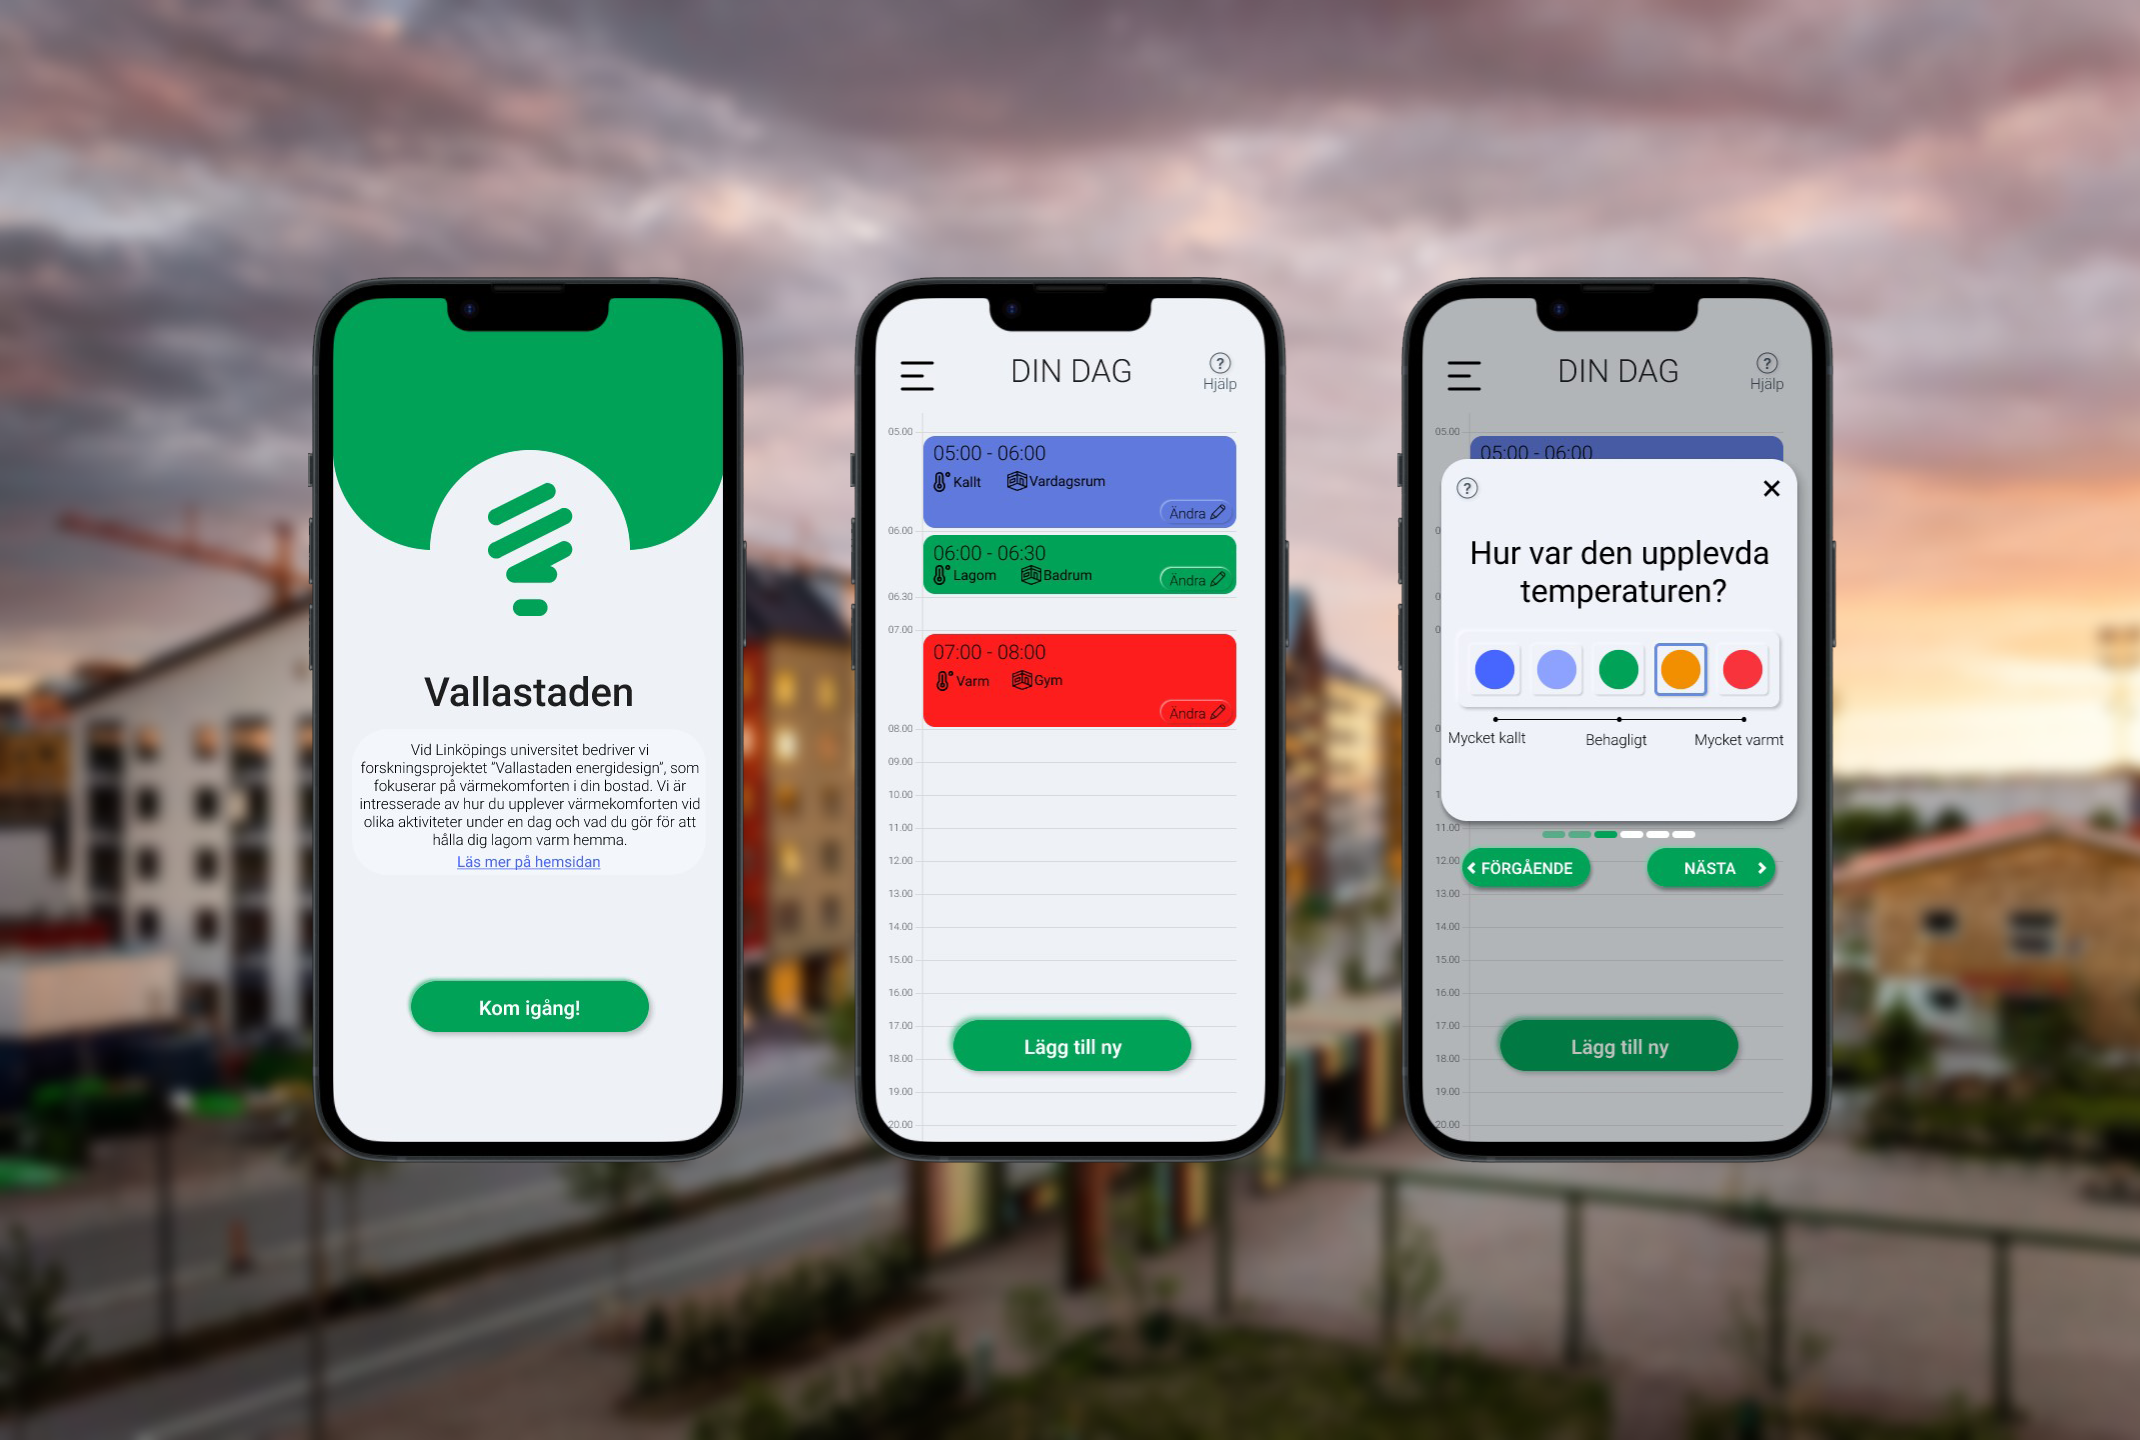 Vallastaden
Vid Linköpings universitet bedriver vi
forskningsprojektet ”Vallastaden energidesign”, som
fokuserar på värmekomforten i din bostad. Vi är
intresserade av hur du upplever värmekomforten vid
olika aktiviteter under en dag och vad du gör för att
hålla dig lagom varm hemma.
Läs mer på hemsidan
Kom igång!
DIN DAG
? Hjälp
05.00
05:00 - 06:00
Kallt Vardagsrum
Ändra
06.00
06:00 - 06:30
Lagom Badrum
Ändra
06.30
07.00
07:00 - 08:00
Varm Gym
Ändra
08.00
09.00
10.00
11.00
12.00
13.00
14.00
15.00
16.00
17.00
Lägg till ny
18.00
19.00
20.00
DIN DAG
? Hjälp
05.00
05:00 - 06:00
?
Hur var den upplevda
temperaturen?
Mycket kallt Behagligt Mycket varmt
11.00
12.00
FÖRGÅENDE NÄSTA
13.00
14.00
15.00
16.00
17.00
Lägg till ny
18.00
19.00
20.00